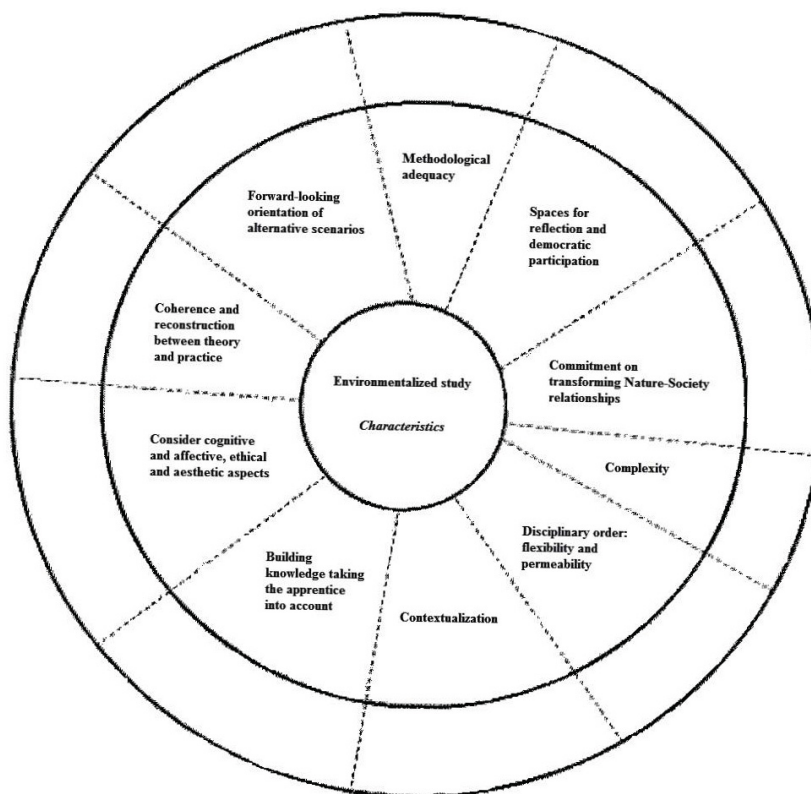 Methodological
adequacy
Spaces for
reflection and
democratic
participation
Commitment on
transforming Nature-Society
relationships
Complexity
Disciplinary order:
flexibility and
permeability
Contextualization
Building
knowledge taking
the apprentice
into account
Consider cognitive
and affective, ethical
and aesthetic aspects
Coherence and
reconstruction
between theory
and practice
Forward-looking
orientation of
alternative scenarios
Environmentalized study
Characteristics